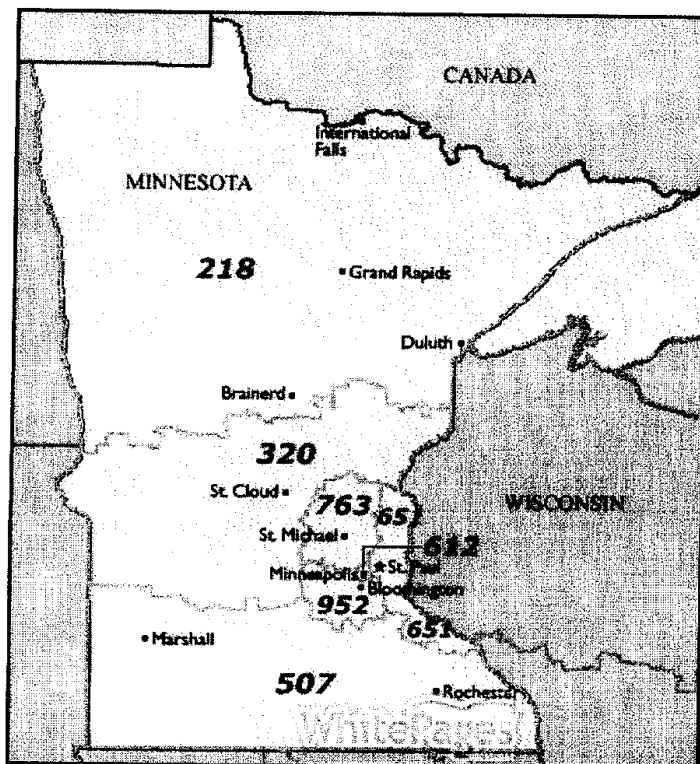 CANADA
International
Falls
MINNESOTA
218
Grand Rapids
Duluth
Brainerd
320
St. Cloud
763
651
WISCONSIN
St. Michael
612
St. Paul
Minneapolis
Bloomington
952
651
Marshall
507
Rochester
WhitePages